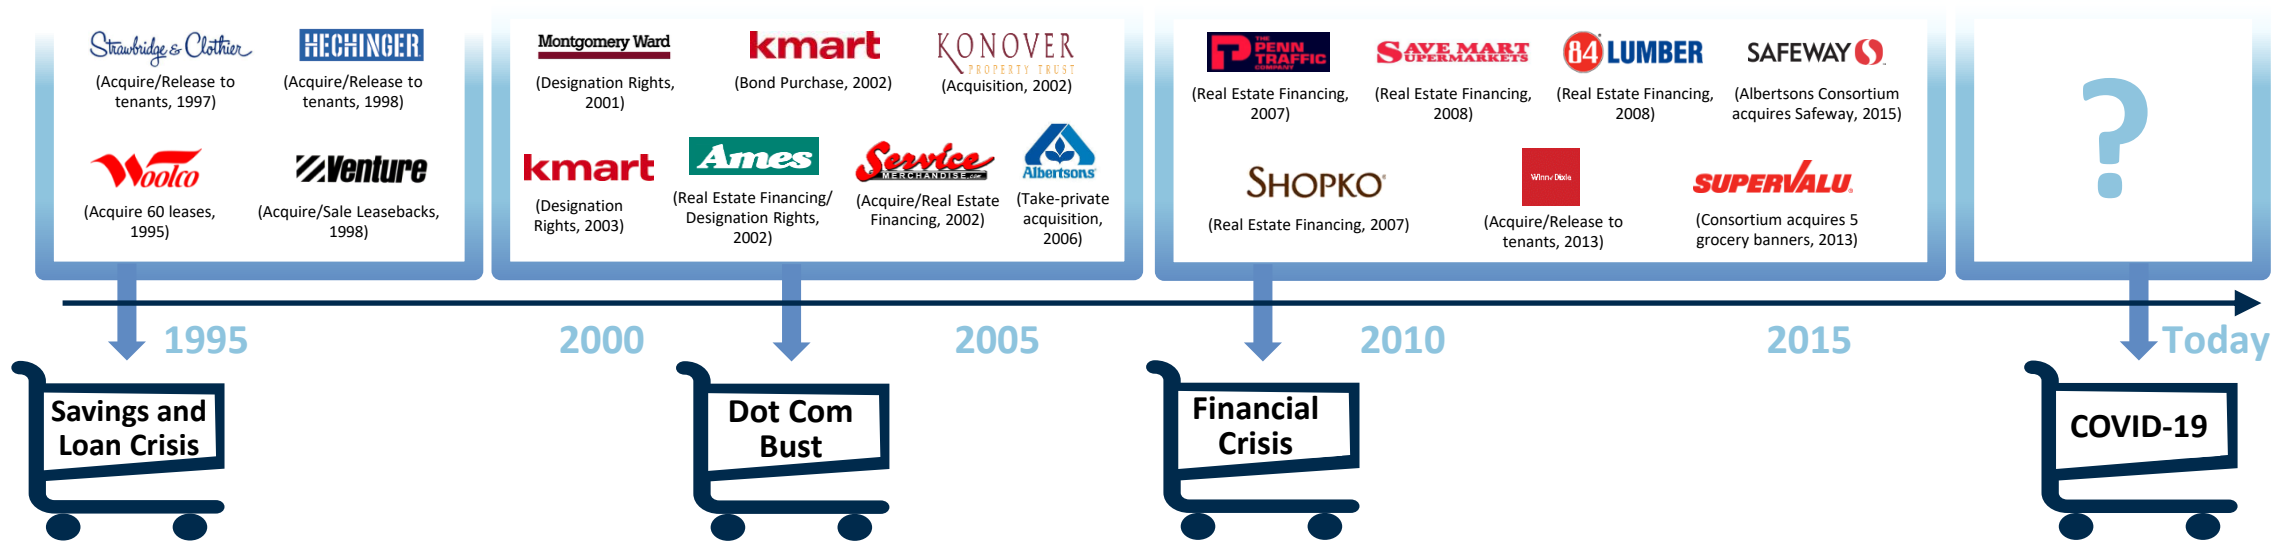 Strawbridge & Clothier
(Acquire/Release to
tenants, 1997)
HECHINGER
(Acquire/Release to
tenants, 1998)
Woolco
(Acquire 60 leases,
1995)
Venture
(Acquire/Sale Leasebacks,
1998)
Montgomery Ward
(Designation Rights,
2001)
kmart
(Bond Purchase, 2002)
KONOVER
PROPERTY TRUST
(Acquisition, 2002)
kmart
(Designation
Rights, 2003)
Ames
(Real Estate Financing/
Designation Rights,
2002)
Service
MERCHANDISE.com
(Acquire/Real Estate
Financing, 2002)
Albertsons
(Take-private
acquisition,
2006)
THE
PENN
TRAFFIC
COMPANY
(Real Estate Financing,
2007)
SAVE MART
SUPERMARKETS
(Real Estate Financing,
2008)
84 LUMBER
(Real Estate Financing,
2008)
SAFEWAY
(Albertsons Consortium
acquires Safeway, 2015)
SHOPKO
(Real Estate Financing, 2007)
Winn Dixie
(Acquire/Release to
tenants, 2013)
SUPERVALU
(Consortium acquires 5
grocery banners, 2013)
?
1995
2000
2005
2010
2015
Today
Savings and
Loan Crisis
Dot Com
Bust
Financial
Crisis
COVID-19